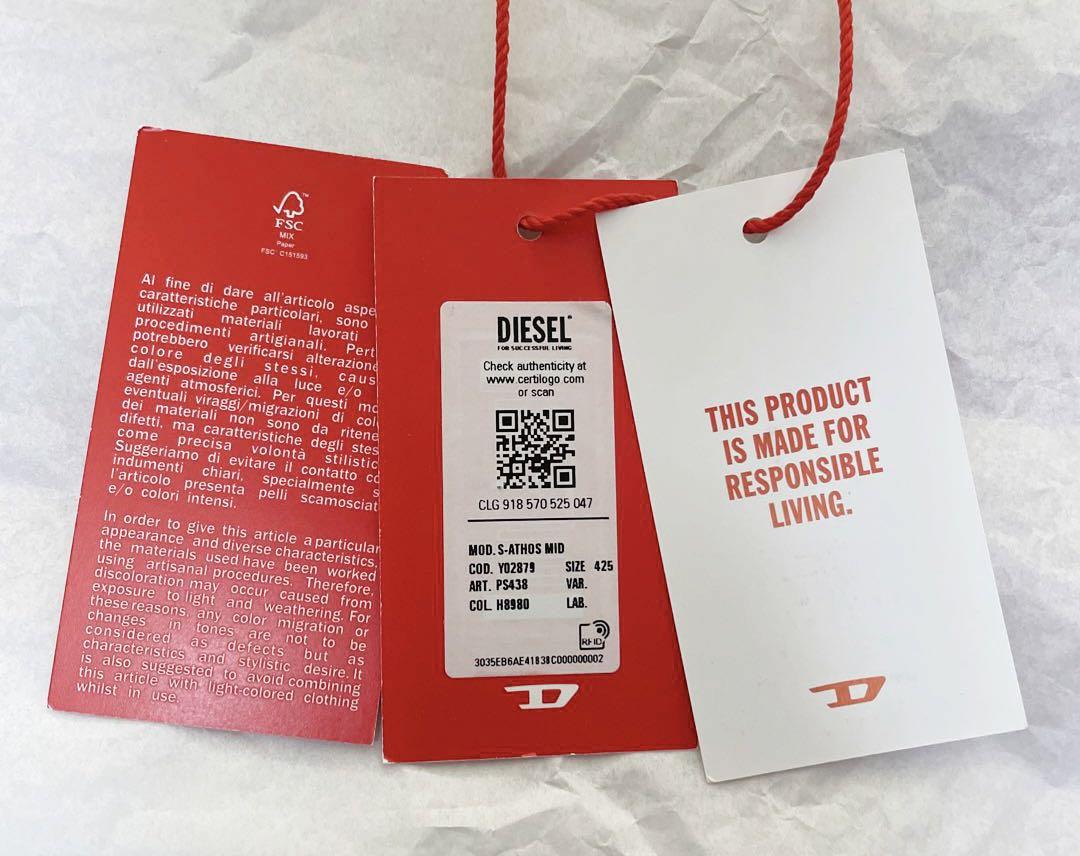 FSC™
MIX
Paper
FSC® C151593
Al fine di dare all'articolo aspe
caratteristiche particolari, sono
utilizzati materiali lavorati
procedimenti artigianali. Pert
potrebbero verificarsi alterazione
colore degli stessi, caus
dall'esposizione alla luce e/o
agenti atmosferici. Per questi mo
eventuali viraggi/migrazioni di col
dei materiali non sono da ritene
difetti, ma caratteristiche degli stes
come precisa volontà stilistic
Suggeriamo di evitare il contatto co
indumenti chiari, specialmente s
l'articolo presenta pelli scamosciat
e/o colori intensi.
In order to give this article a particular
appearance and diverse characteristics,
the materials used have been worked
using artisanal procedures. Therefore,
discoloration may occur caused from
exposure to light and weathering. For
these reasons, any color migration or
changes in tones are not to be
considered as defects but as
characteristics and stylistic desire. It
is also suggested to avoid combining
this article with light-colored clothing
whilst in use.
DIESEL®
FOR SUCCESSFUL LIVING
Check authenticity at
www.certilogo.com
or scan
CLG 918 570 525 047
MOD. S-ATHOS MID
COD. Y02879 SIZE 425
ART. PS438 VAR.
COL. H8980 LAB.
RFID
3035EB6AE41838C000000002
D
THIS PRODUCT
IS MADE FOR
RESPONSIBLE
LIVING.
D